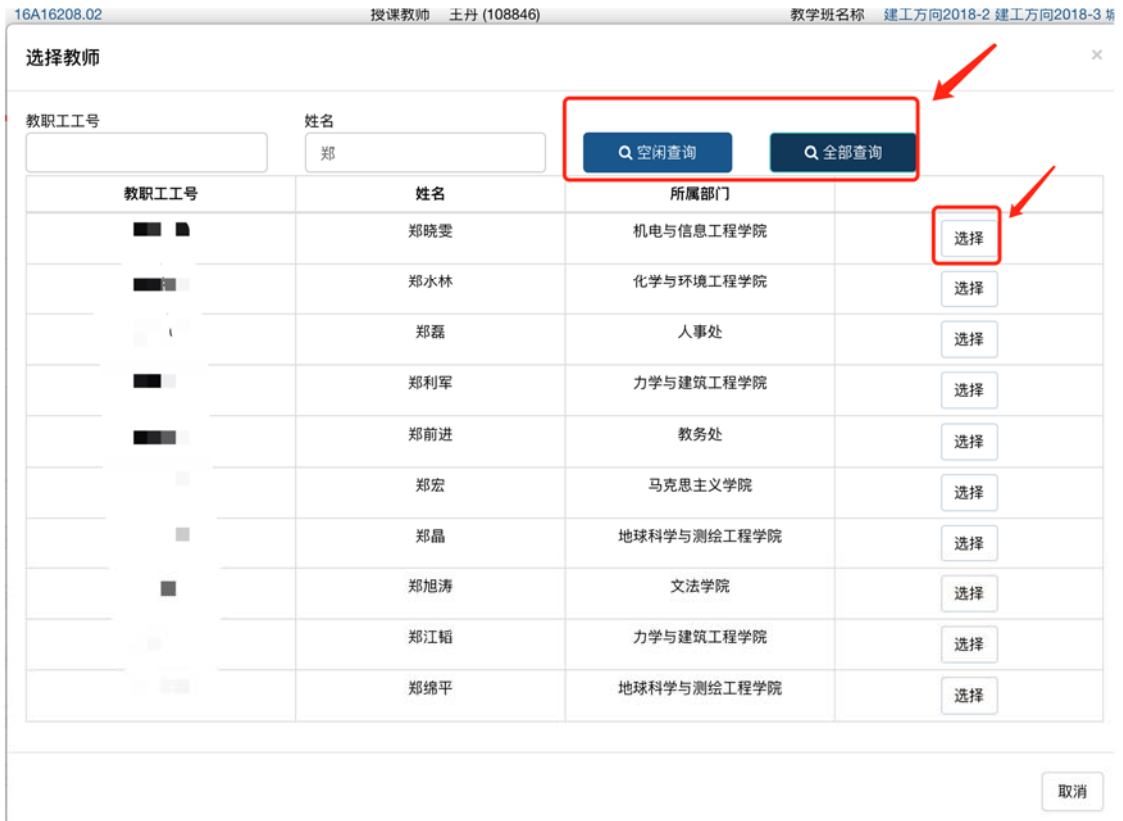 16A16208.02 授课教师 王丹 (108846) 教学班名称 建工方向2018-2 建工方向2018-3
选择教师 ×
教职工工号 姓名
郑 空闲查询 全部查询
教职工工号 姓名 所属部门
郑晓雯 机电与信息工程学院 选择
郑水林 化学与环境工程学院 选择
郑磊 人事处 选择
郑利军 力学与建筑工程学院 选择
郑前进 教务处 选择
郑宏 马克思主义学院 选择
郑晶 地球科学与测绘工程学院 选择
郑旭涛 文法学院 选择
郑江韬 力学与建筑工程学院 选择
郑绵平 地球科学与测绘工程学院 选择
取消